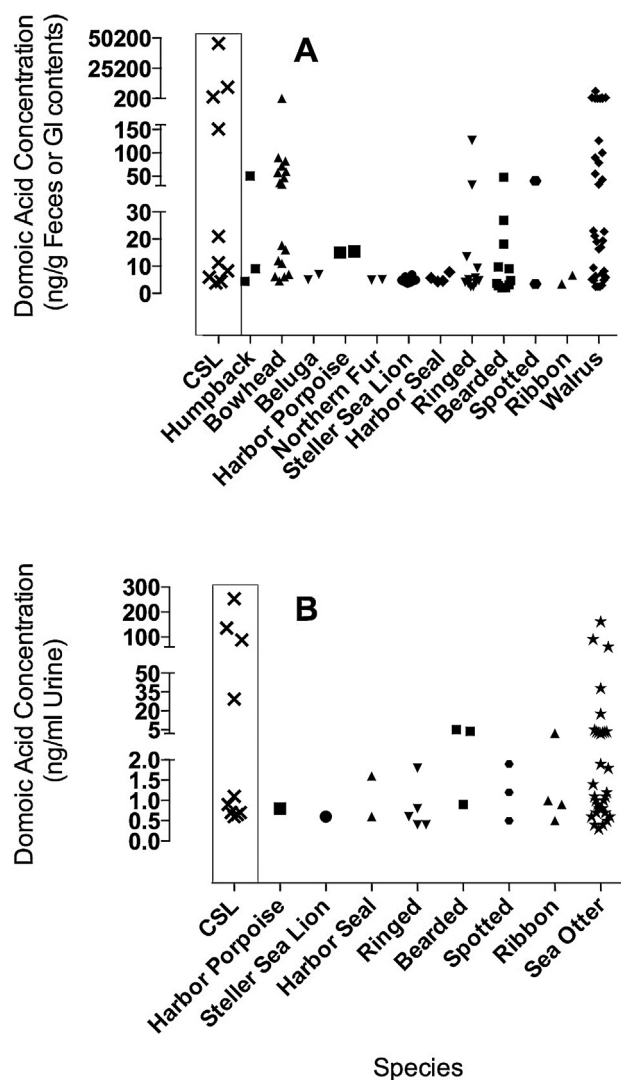 A
Domoic Acid Concentration
(ng/g Feces or GI contents)
50200
25200
200
150
100
50
30
20
10
0
CSL
Humpback
Bowhead
Beluga
Harbor Porpoise
Northern Fur
Steller Sea Lion
Harbor Seal
Ringed
Bearded
Spotted
Ribbon
Walrus
B
Domoic Acid Concentration
(ng/ml Urine)
300
200
100
50
35
20
5
2.0
1.5
1.0
0.5
0.0
CSL
Harbor Porpoise
Steller Sea Lion
Harbor Seal
Ringed
Bearded
Spotted
Ribbon
Sea Otter
Species